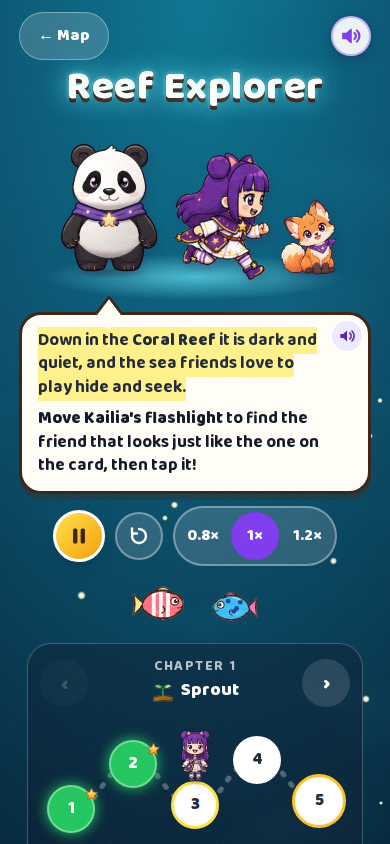 ← Map
Reef Explorer
Down in the Coral Reef it is dark and
quiet, and the sea friends love to
play hide and seek.
Move Kailia's flashlight to find the
friend that looks just like the one on
the card, then tap it!
0.8× 1× 1.2×
CHAPTER 1
‹ Sprout ›
1 2 3 4 5